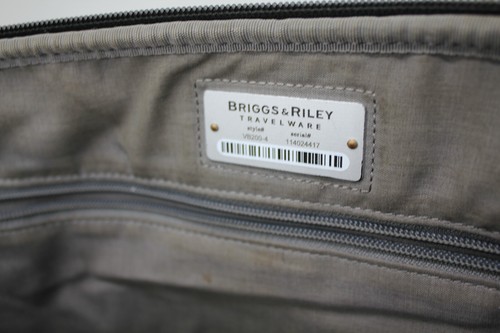 BRIGGS & RILEY
TRAVELWARE
style# serial#
VB200-4 114024417